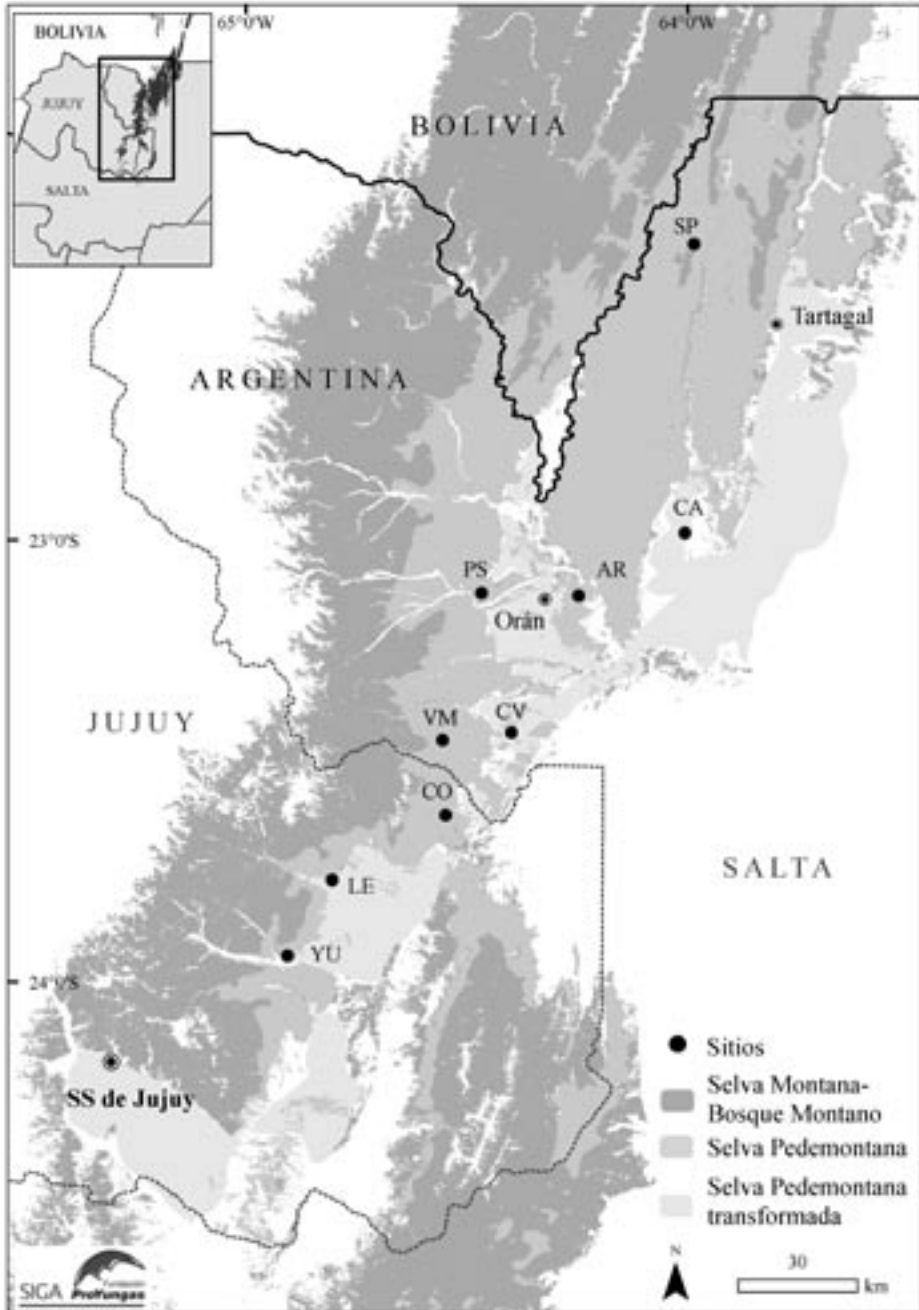 65°0'W
64°0'W
BOLIVIA
JUJUY
SALTA
BOLIVIA
SP
Tartagal
ARGENTINA
CA
23°0'S
PS
AR
Orán
JUJUY
VM
CV
CO
SALTA
LE
YU
24°0'S
SS de Jujuy
Sitios
Selva Montana-
Bosque Montano
Selva Pedemontana
Selva Pedemontana
transformada
N
30
km
SIGA
Fundación
ProYungas